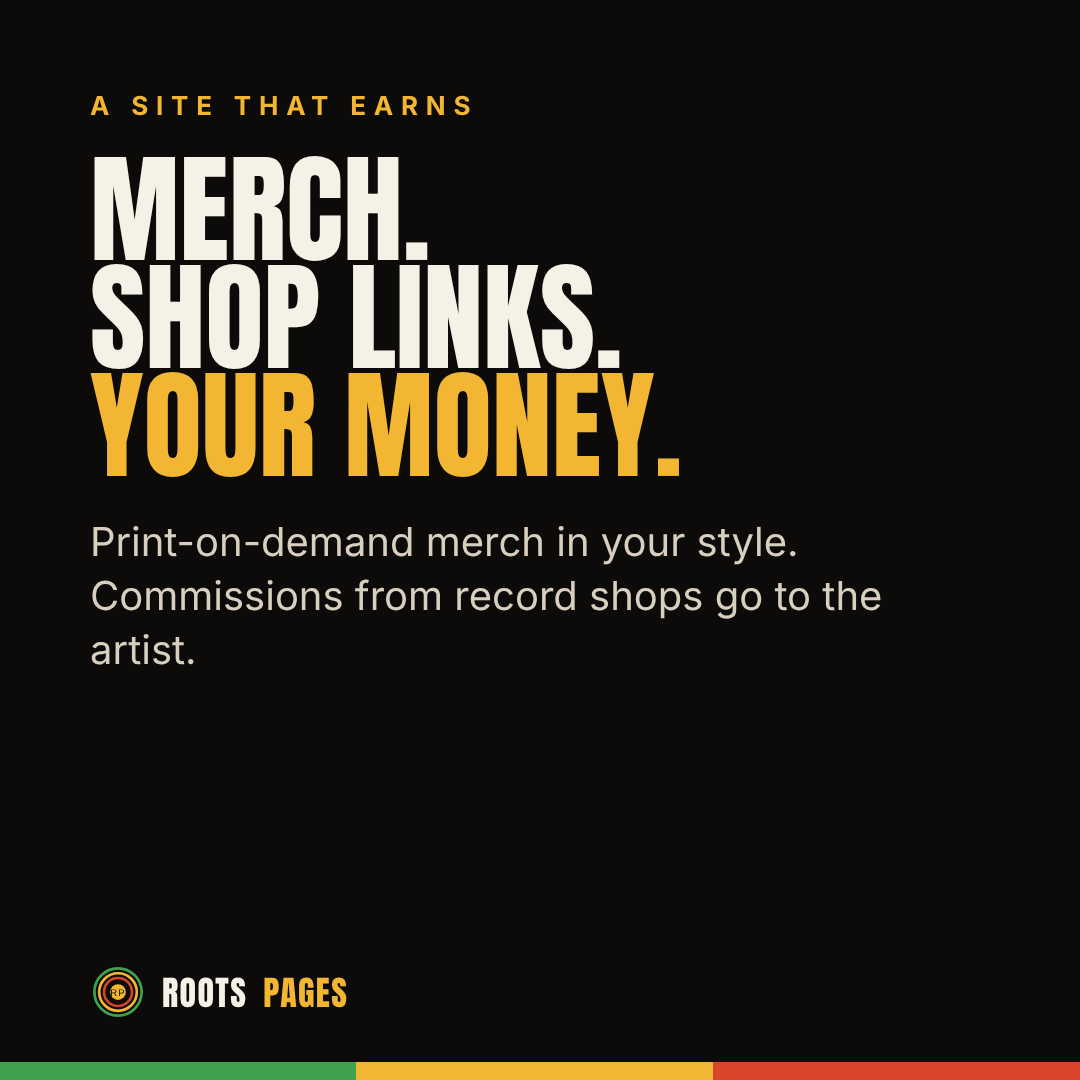 A SITE THAT EARNS
MERCH.
SHOP LINKS.
YOUR MONEY.
Print-on-demand merch in your style.
Commissions from record shops go to the
artist.
RP ROOTS PAGES